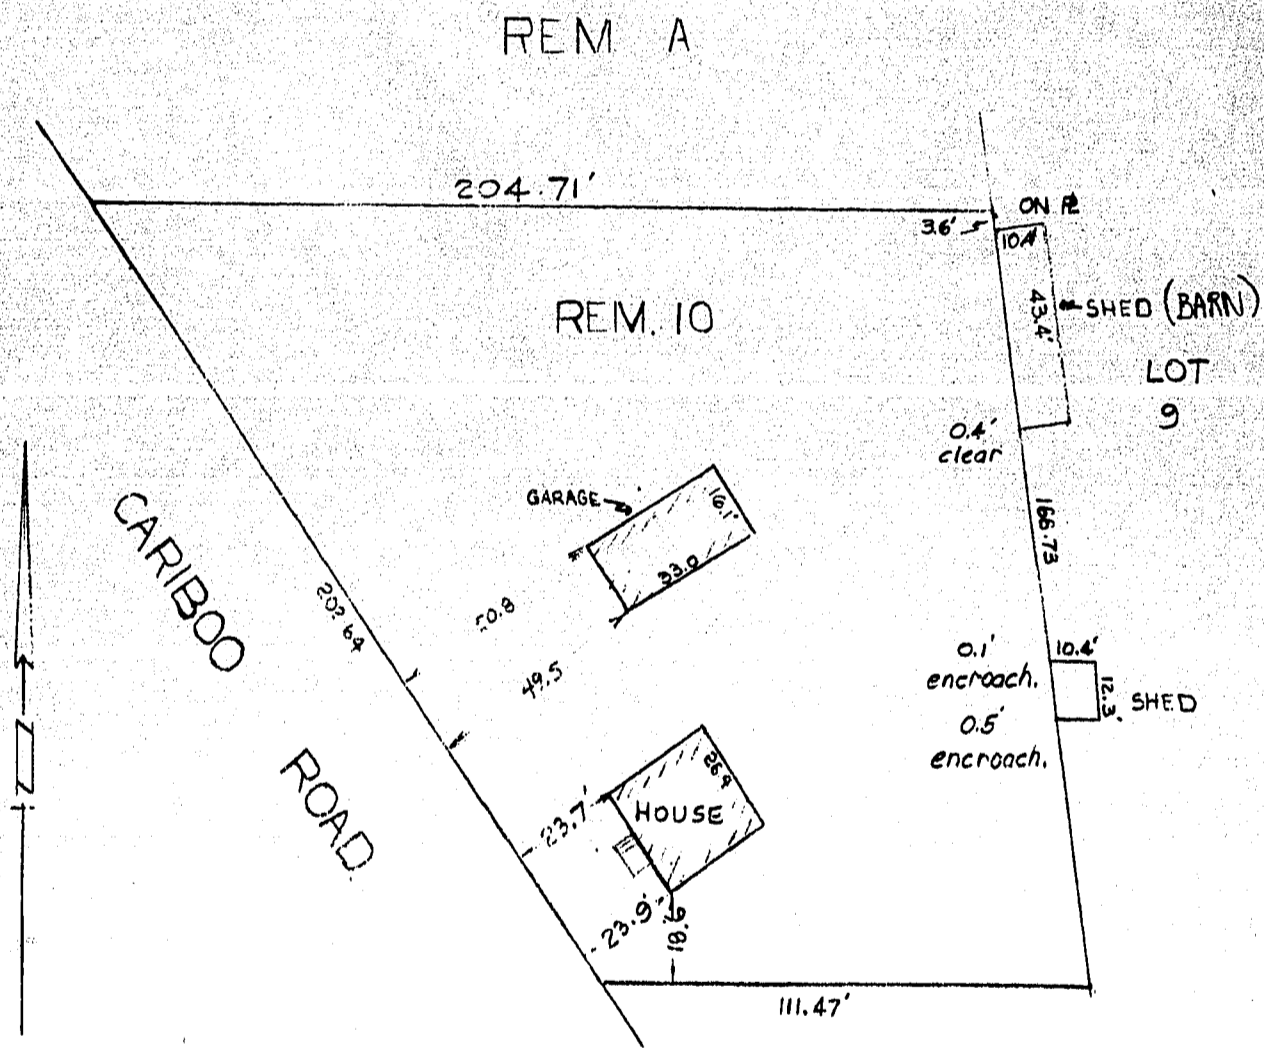 REM A
204.71'
ON PL
3.6'
10.4'
43.4'
SHED (BARN)
REM. 10
LOT
9
0.4'
clear
GARAGE
16.1'
33.0
166.73
CARIBOO
ROAD
202.64
50.8
49.5
0.1'
encroach.
10.4'
12.3'
SHED
0.5'
encroach.
26.4
HOUSE
23.7'
23.9'
18.9'
N
111.47'